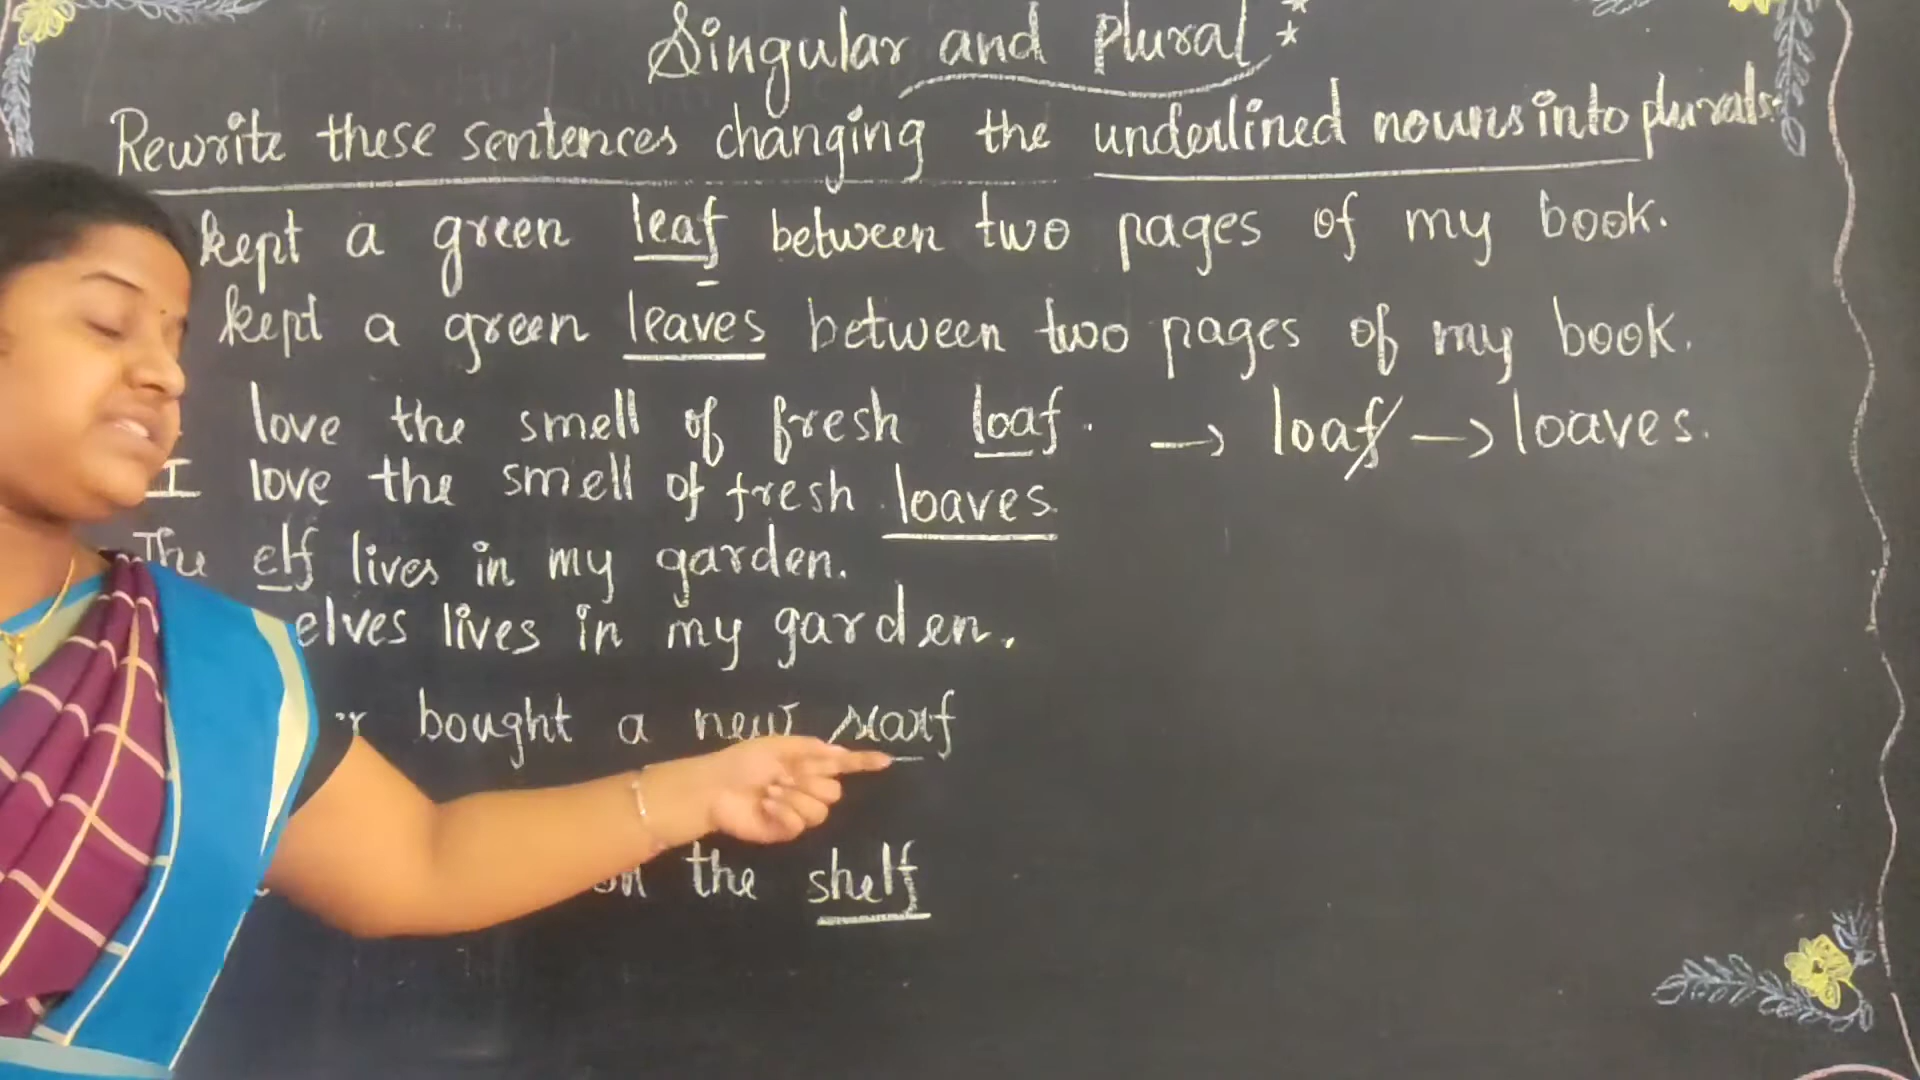 Singular and Plural
Rewrite these sentences changing the underlined nouns into plurals.
kept a green leaf between two pages of my book.
kept a green leaves between two pages of my book.
love the smell of fresh loaf. → loaf → loaves.
I love the smell of fresh loaves.
The elf lives in my garden.
elves lives in my garden.
bought a new scarf
on the shelf